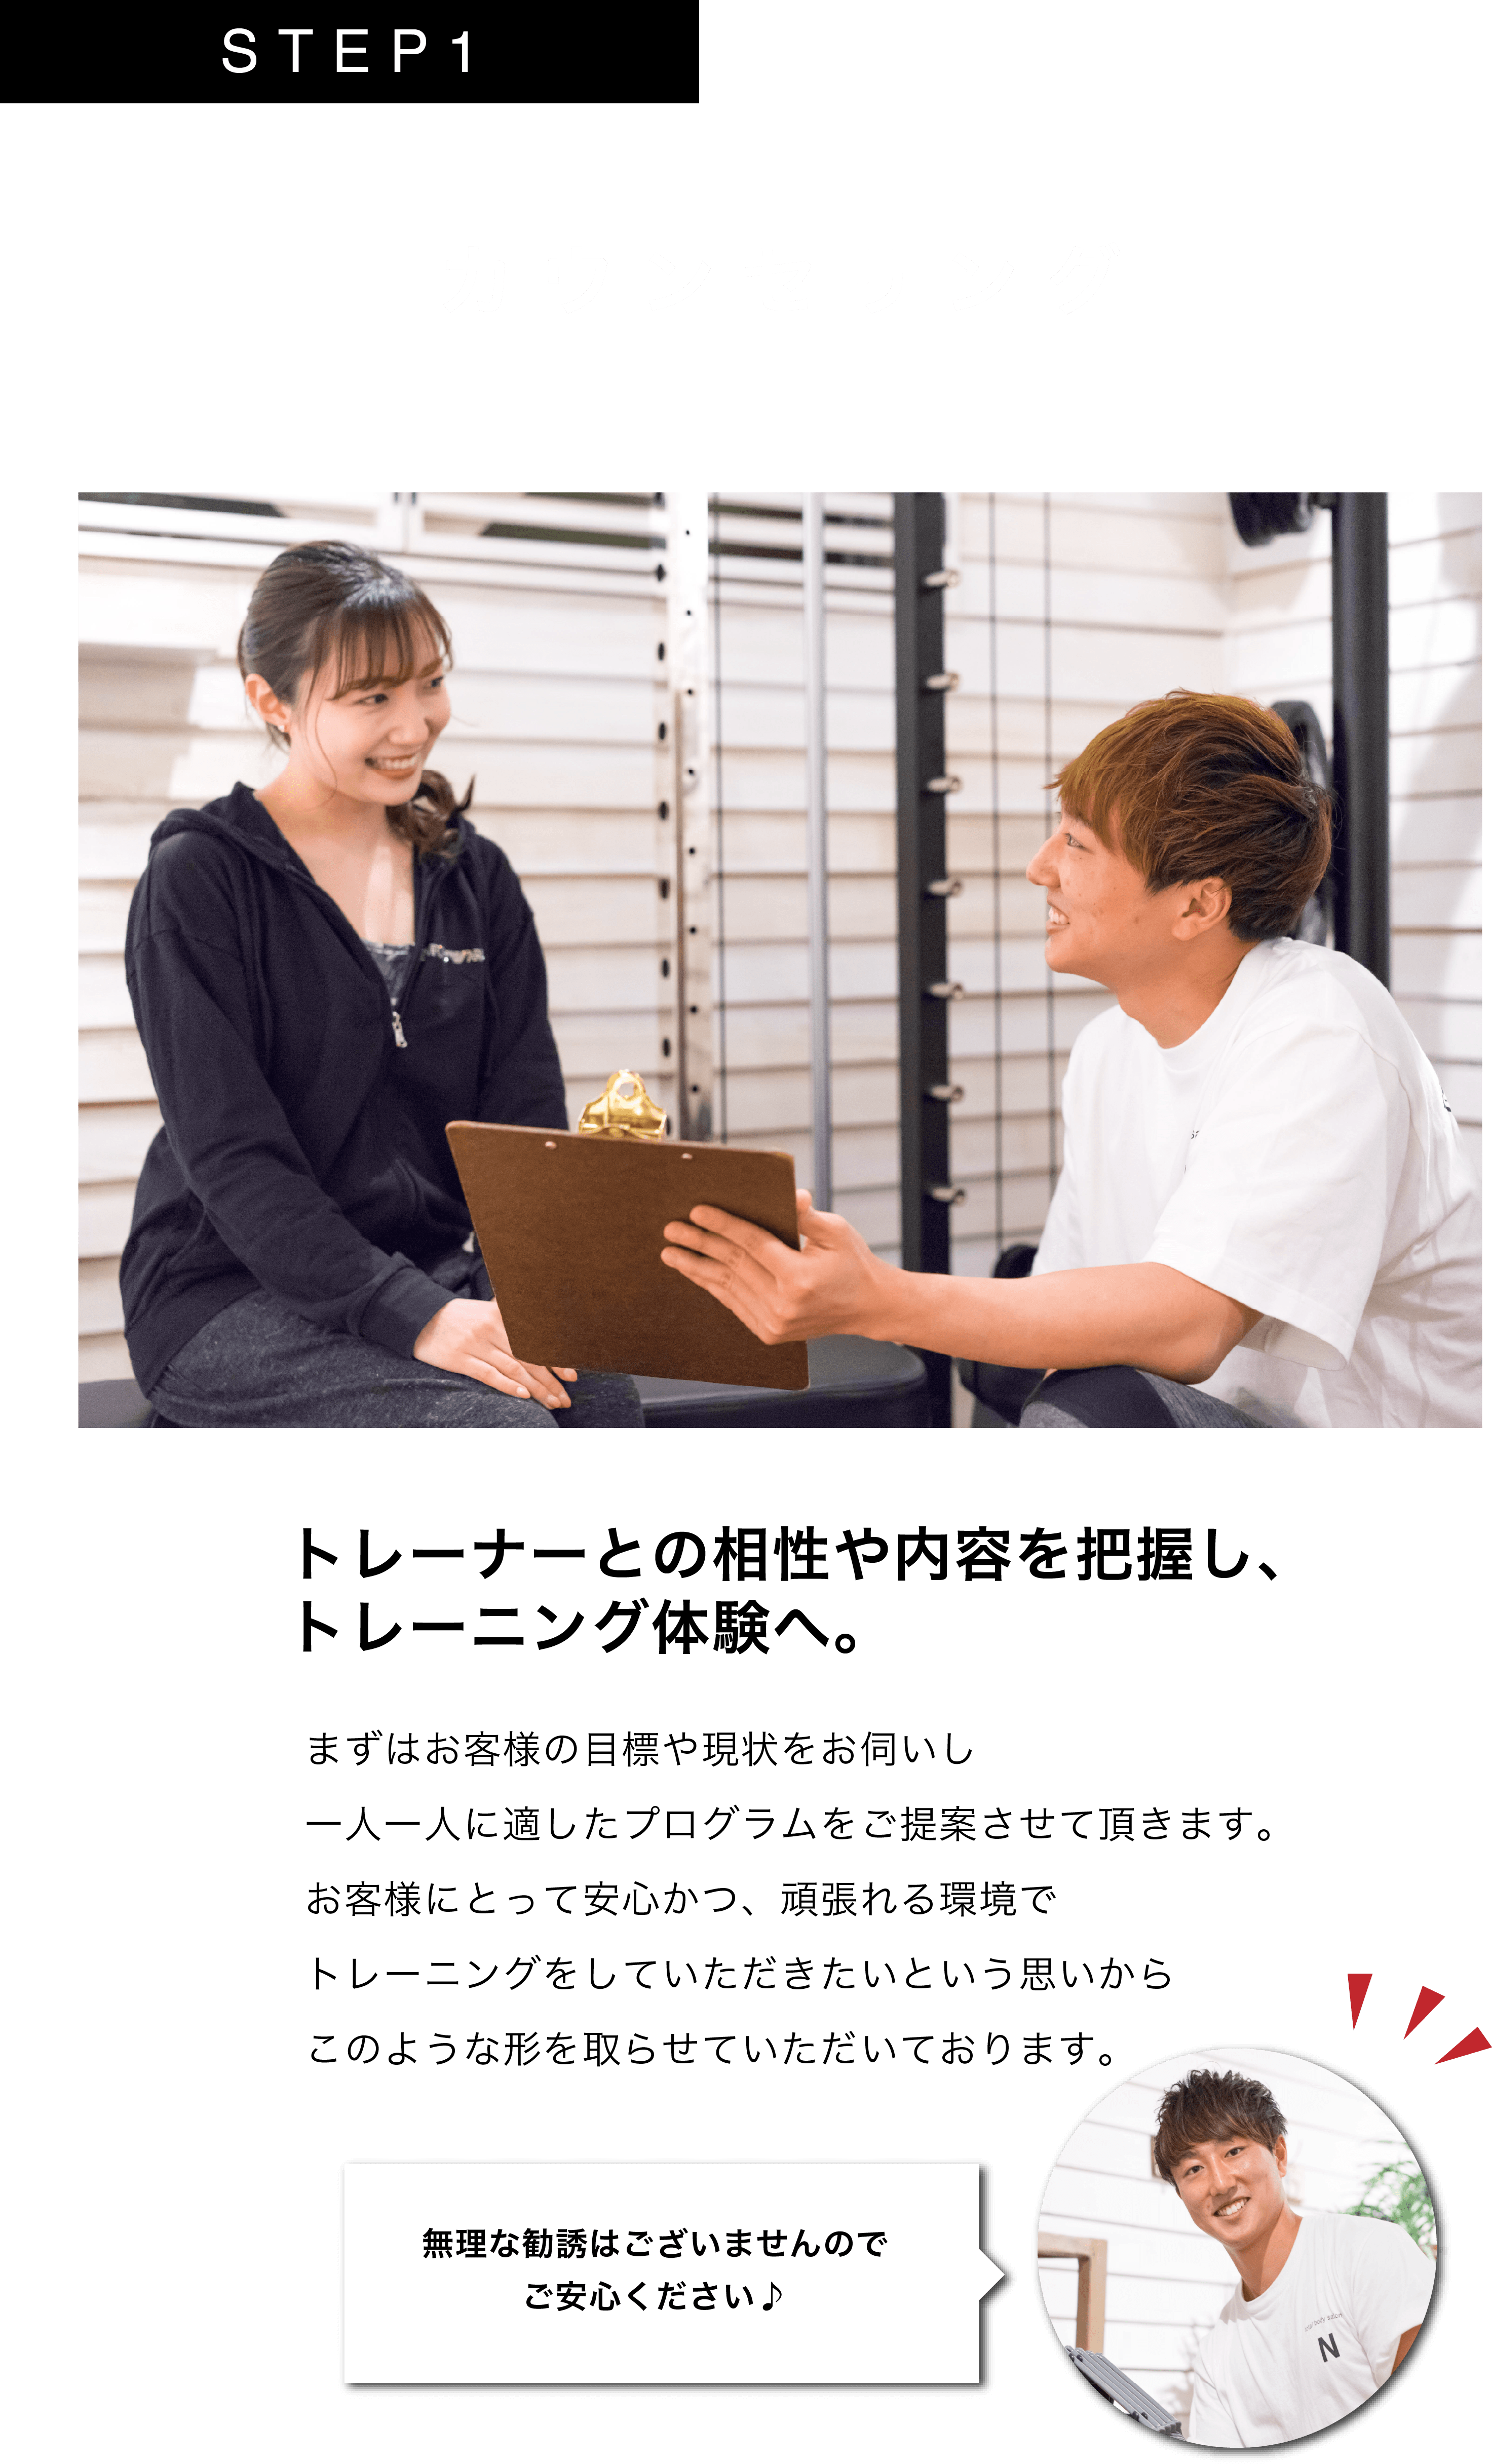 STEP1
トレーナーとの相性や内容を把握し、
トレーニング体験へ。
まずはお客様の目標や現状をお伺いし
一人一人に適したプログラムをご提案させて頂きます。
お客様にとって安心かつ、頑張れる環境で
トレーニングをしていただきたいという思いから
このような形を取らせていただいております。
無理な勧誘はございませんので
ご安心ください♪
N